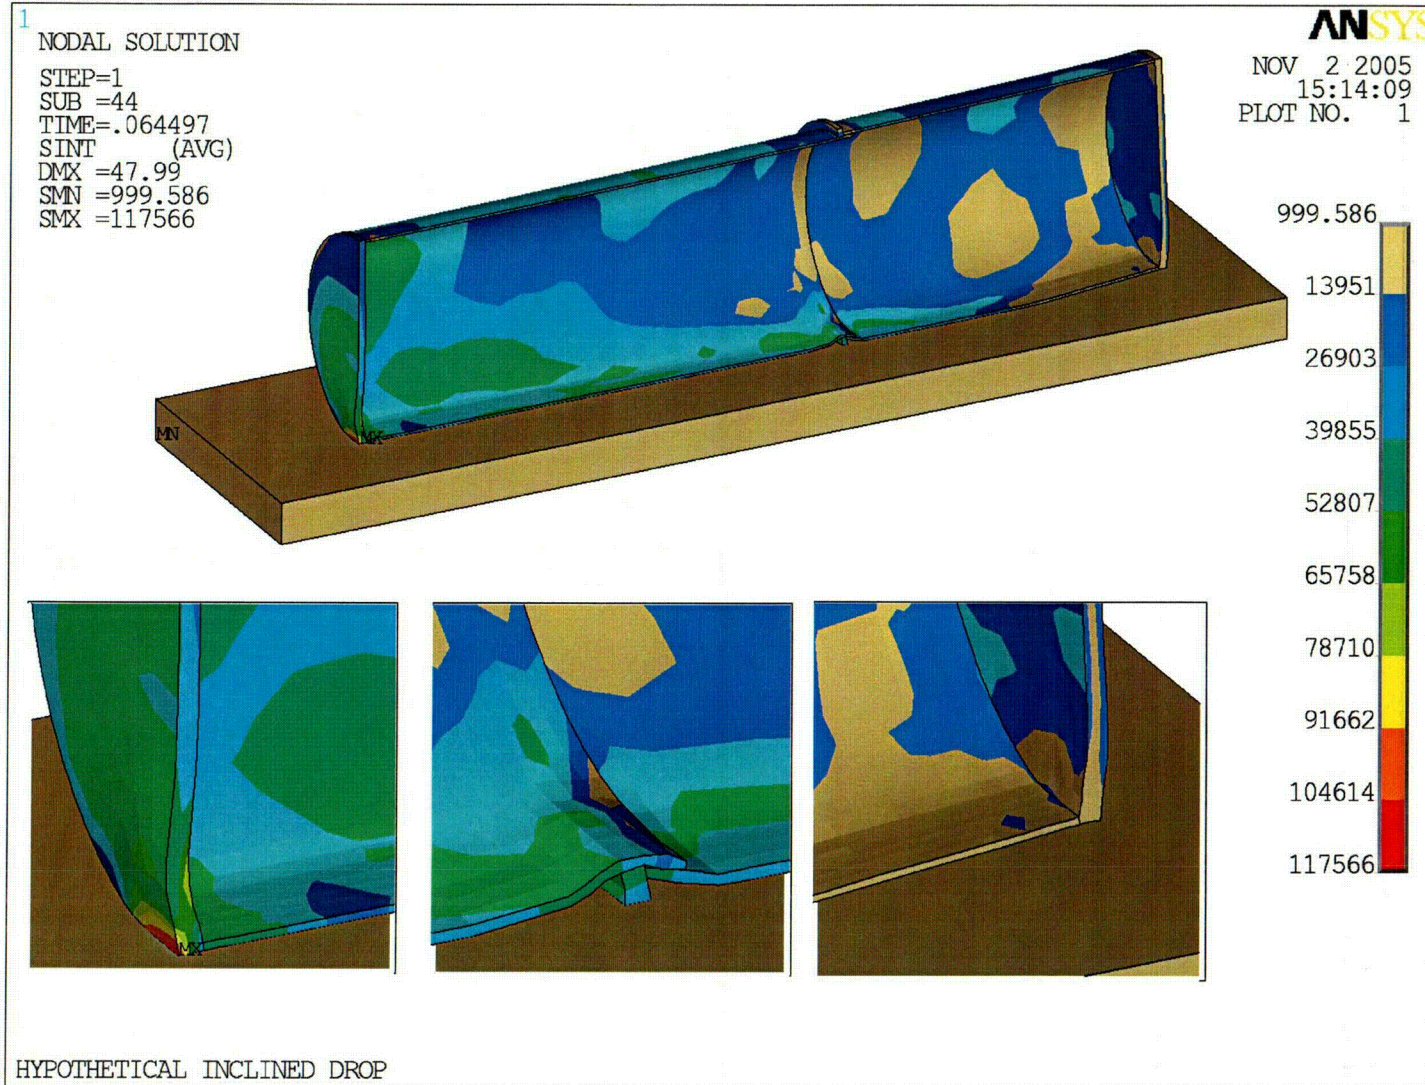 1
NODAL SOLUTION
STEP=1
SUB =44
TIME=.064497
SINT (AVG)
DMX =47.99
SMN =999.586
SMX =117566
ANSYS
NOV 2 2005
15:14:09
PLOT NO. 1
999.586
13951
26903
39855
52807
65758
78710
91662
104614
117566
MN
MX
MX
HYPOTHETICAL INCLINED DROP